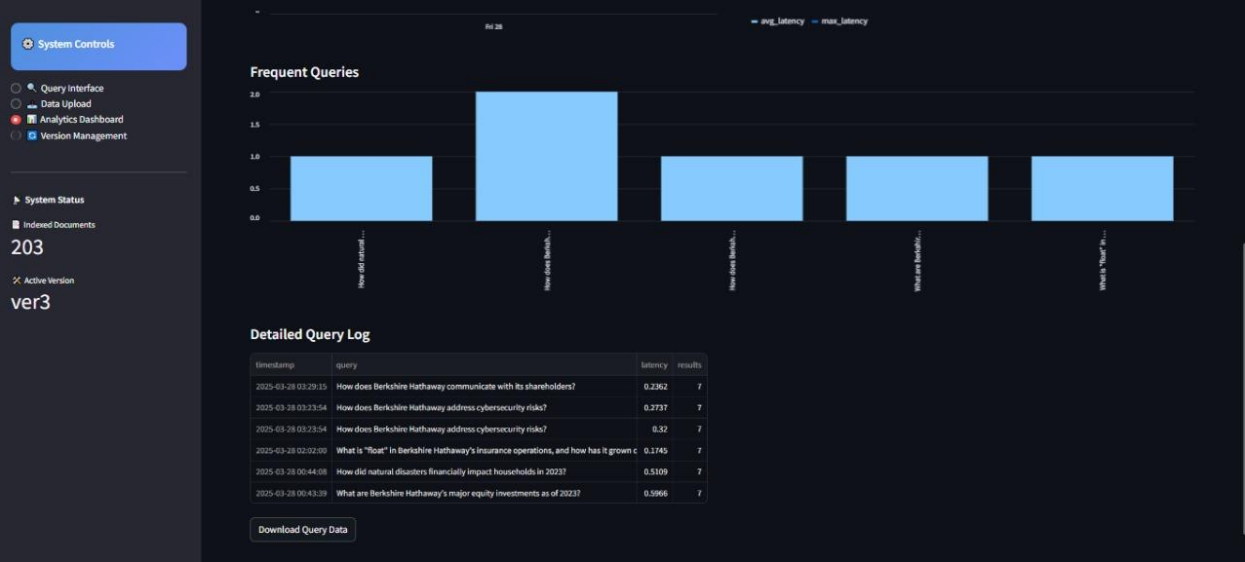 System Controls
Query Interface
Data Upload
Analytics Dashboard
Version Management
System Status
Indexed Documents
203
Active Version
ver3
Fri 28
avg_latency max_latency
Frequent Queries
2.0
1.5
1.0
0.5
0.0
How did natural …
How does Berksh…
How does Berksh…
What are Berkshir…
What is "float" in …
Detailed Query Log
timestamp query latency results
2025-03-28 03:29:15 How does Berkshire Hathaway communicate with its shareholders? 0.2362 7
2025-03-28 03:23:54 How does Berkshire Hathaway address cybersecurity risks? 0.2737 7
2025-03-28 03:23:54 How does Berkshire Hathaway address cybersecurity risks? 0.32 7
2025-03-28 02:02:00 What is "float" in Berkshire Hathaway's insurance operations, and how has it grown 0.1745 7
2025-03-28 00:44:08 How did natural disasters financially impact households in 2023? 0.5109 7
2025-03-28 00:43:39 What are Berkshire Hathaway's major equity investments as of 2023? 0.5966 7
Download Query Data